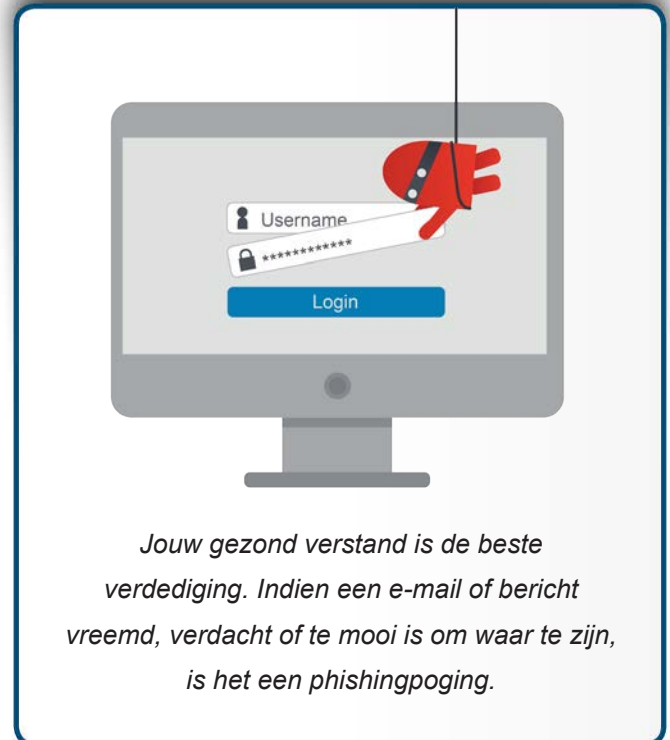 Username
************
Login
Jouw gezond verstand is de beste
verdediging. Indien een e-mail of bericht
vreemd, verdacht of te mooi is om waar te zijn,
is het een phishingpoging.